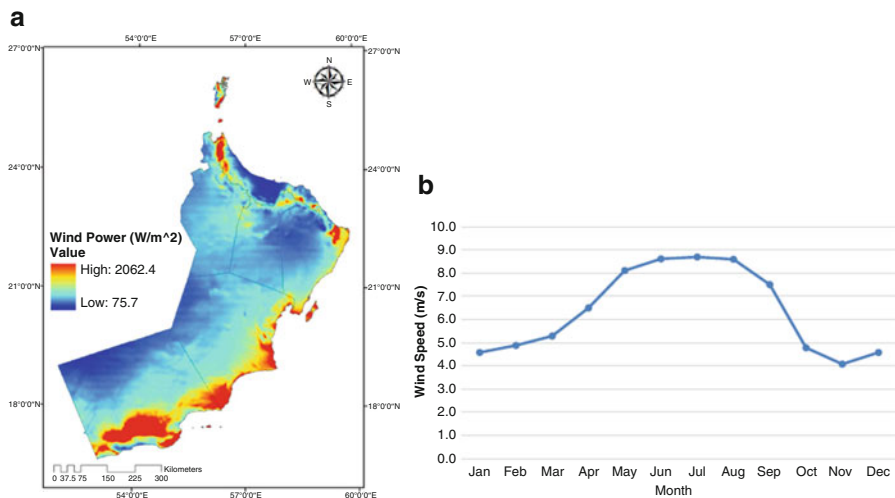 a
54°0'0"N 57°0'0"N 60°0'0"N
27°0'0"N
24°0'0"N
21°0'0"N
18°0'0"N
27°0'0"N
24°0'0"N
21°0'0"N
18°0'0"N
N
W E
S
Wind Power (W/m^2)
Value
High: 2062.4
Low: 75.7
Kilometers
0 37.5 75 150 225 300
54°0'0"N 57°0'0"N 60°0'0"N
b
10.0
9.0
8.0
7.0
6.0
5.0
4.0
3.0
2.0
1.0
0.0
Wind Speed (m/s)
Jan Feb Mar Apr May Jun Jul Aug Sep Oct Nov Dec
Month